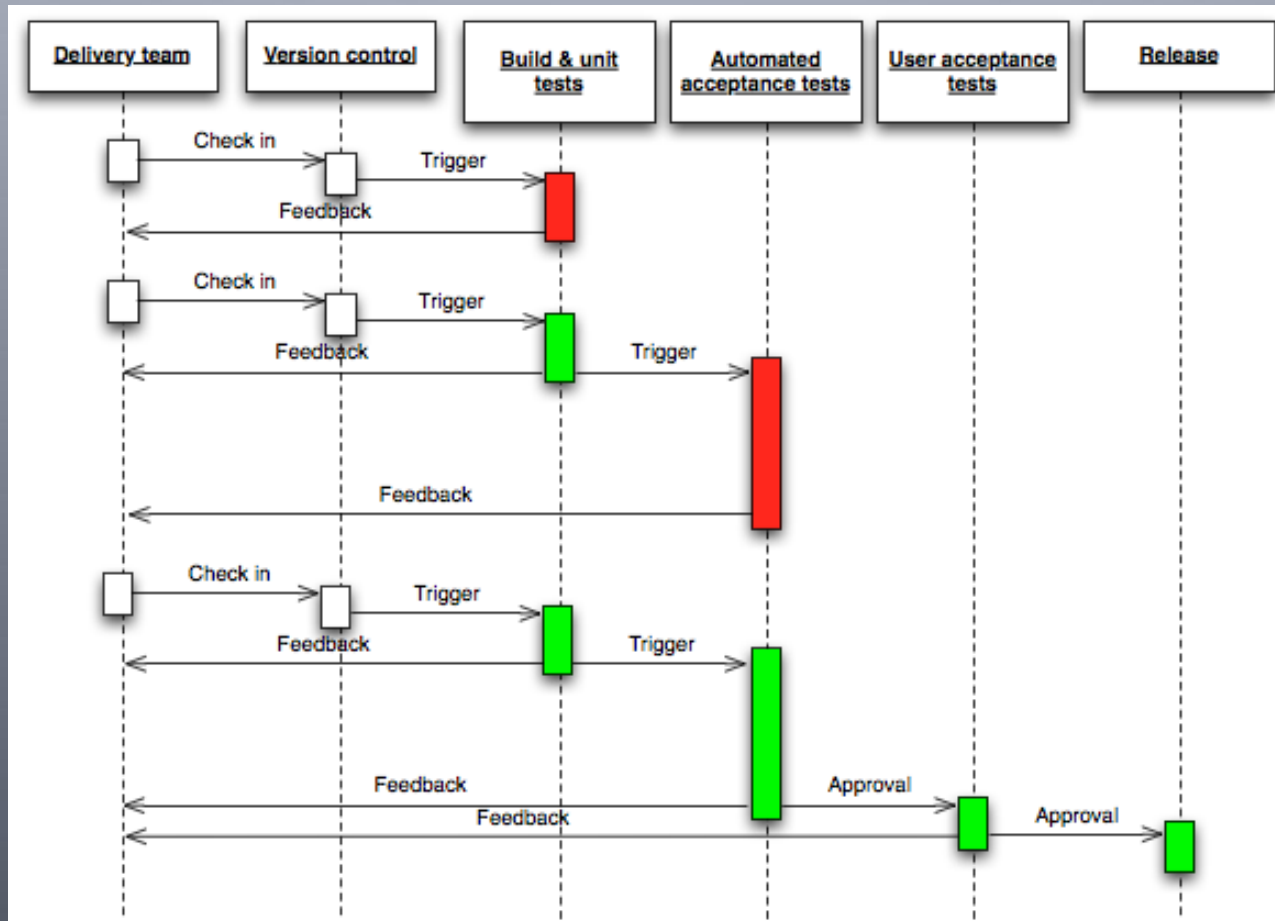 Delivery team
Version control
Build & unit
tests
Automated
acceptance tests
User acceptance
tests
Release
Check in
Trigger
Feedback
Check in
Trigger
Feedback
Trigger
Feedback
Check in
Trigger
Feedback
Trigger
Feedback
Approval
Feedback
Approval